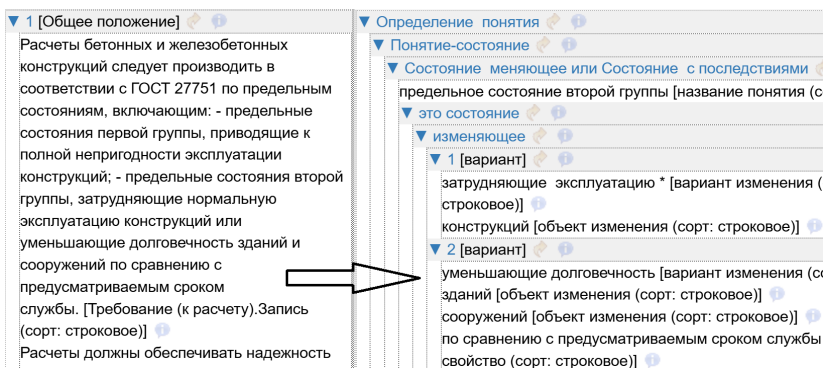 1 [Общее положение]
Расчеты бетонных и железобетонных
конструкций следует производить в
соответствии с ГОСТ 27751 по предельным
состояниям, включающим: - предельные
состояния первой группы, приводящие к
полной непригодности эксплуатации
конструкций; - предельные состояния второй
группы, затрудняющие нормальную
эксплуатацию конструкций или
уменьшающие долговечность зданий и
сооружений по сравнению с
предусматриваемым сроком
службы. [Требование (к расчету).Запись
(сорт: строковое)]
Расчеты должны обеспечивать надежность
Определение понятия
Понятие-состояние
Состояние меняющее или Состояние с последствиями
предельное состояние второй группы [название понятия (с
это состояние
изменяющее
1 [вариант]
затрудняющие эксплуатацию * [вариант изменения (
строковое)]
конструкций [объект изменения (сорт: строковое)]
2 [вариант]
уменьшающие долговечность [вариант изменения (со
зданий [объект изменения (сорт: строковое)]
сооружений [объект изменения (сорт: строковое)]
по сравнению с предусматриваемым сроком службы
свойство (сорт: строковое)]